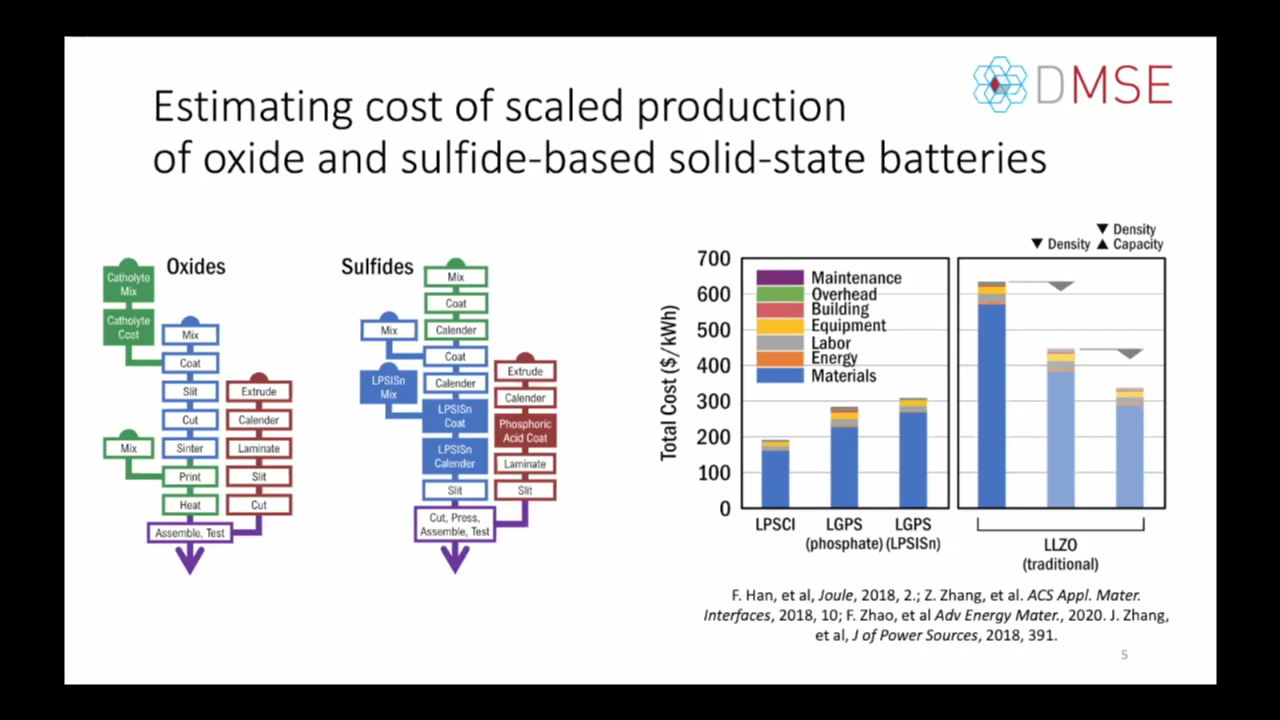 DMSE
Estimating cost of scaled production
of oxide and sulfide-based solid-state batteries
Oxides
Catholyte
Mix
Catholyte
Cost
Mix
Coat
Slit
Cut
Sinter
Mix
Print
Heat
Extrude
Calender
Laminate
Slit
Cut
Assemble, Test
Sulfides
Mix
Coat
Calender
Mix
Coat
LPSISn
Mix
Calender
LPSISn
Coat
LPSISn
Calender
Slit
Extrude
Calender
Phosphoric
Acid Coat
Laminate
Slit
Cut, Press,
Assemble, Test
▼ Density
▼ Density
▲ Capacity
Total Cost ($/kWh)
700
600
500
400
300
200
100
0
Maintenance
Overhead
Building
Equipment
Labor
Energy
Materials
LPSCl
LGPS
(phosphate)
LGPS
(LPSISn)
LLZO
(traditional)
F. Han, et al, Joule, 2018, 2.; Z. Zhang, et al. ACS Appl. Mater.
Interfaces, 2018, 10; F. Zhao, et al Adv Energy Mater., 2020. J. Zhang,
et al, J of Power Sources, 2018, 391.
5